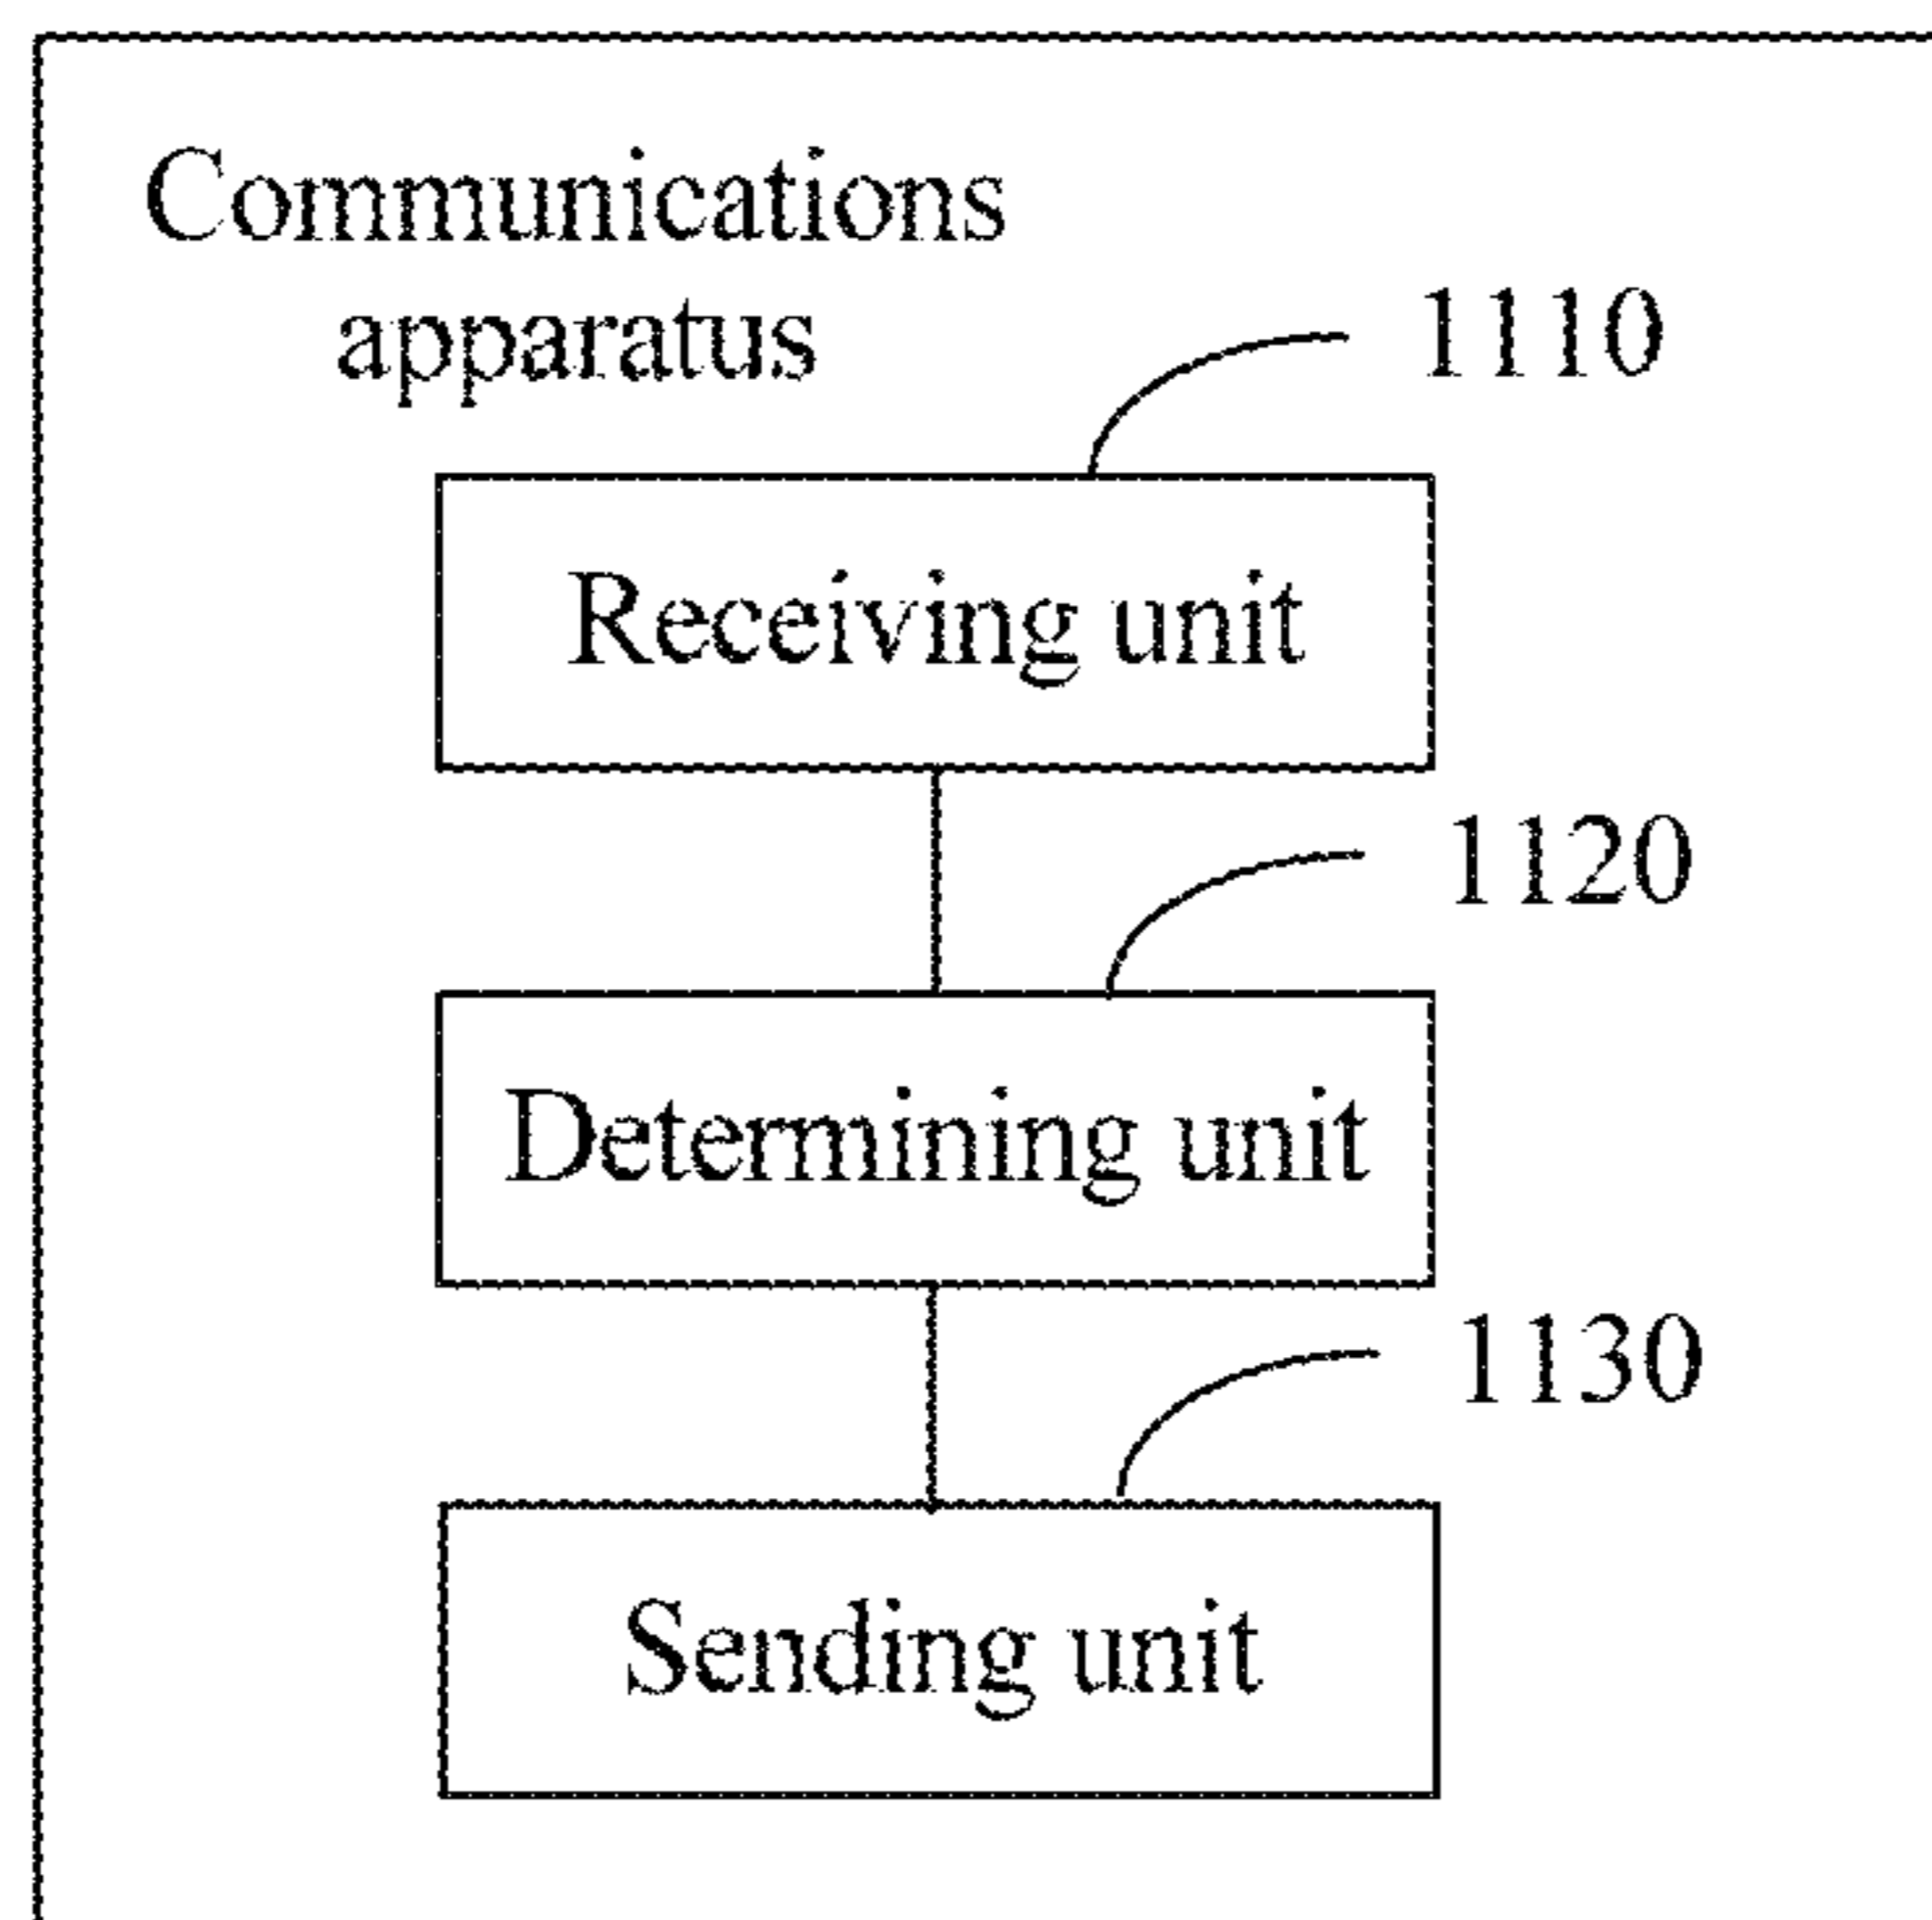 Communications
apparatus
1110
Receiving unit
1120
Determining unit
1130
Sending unit